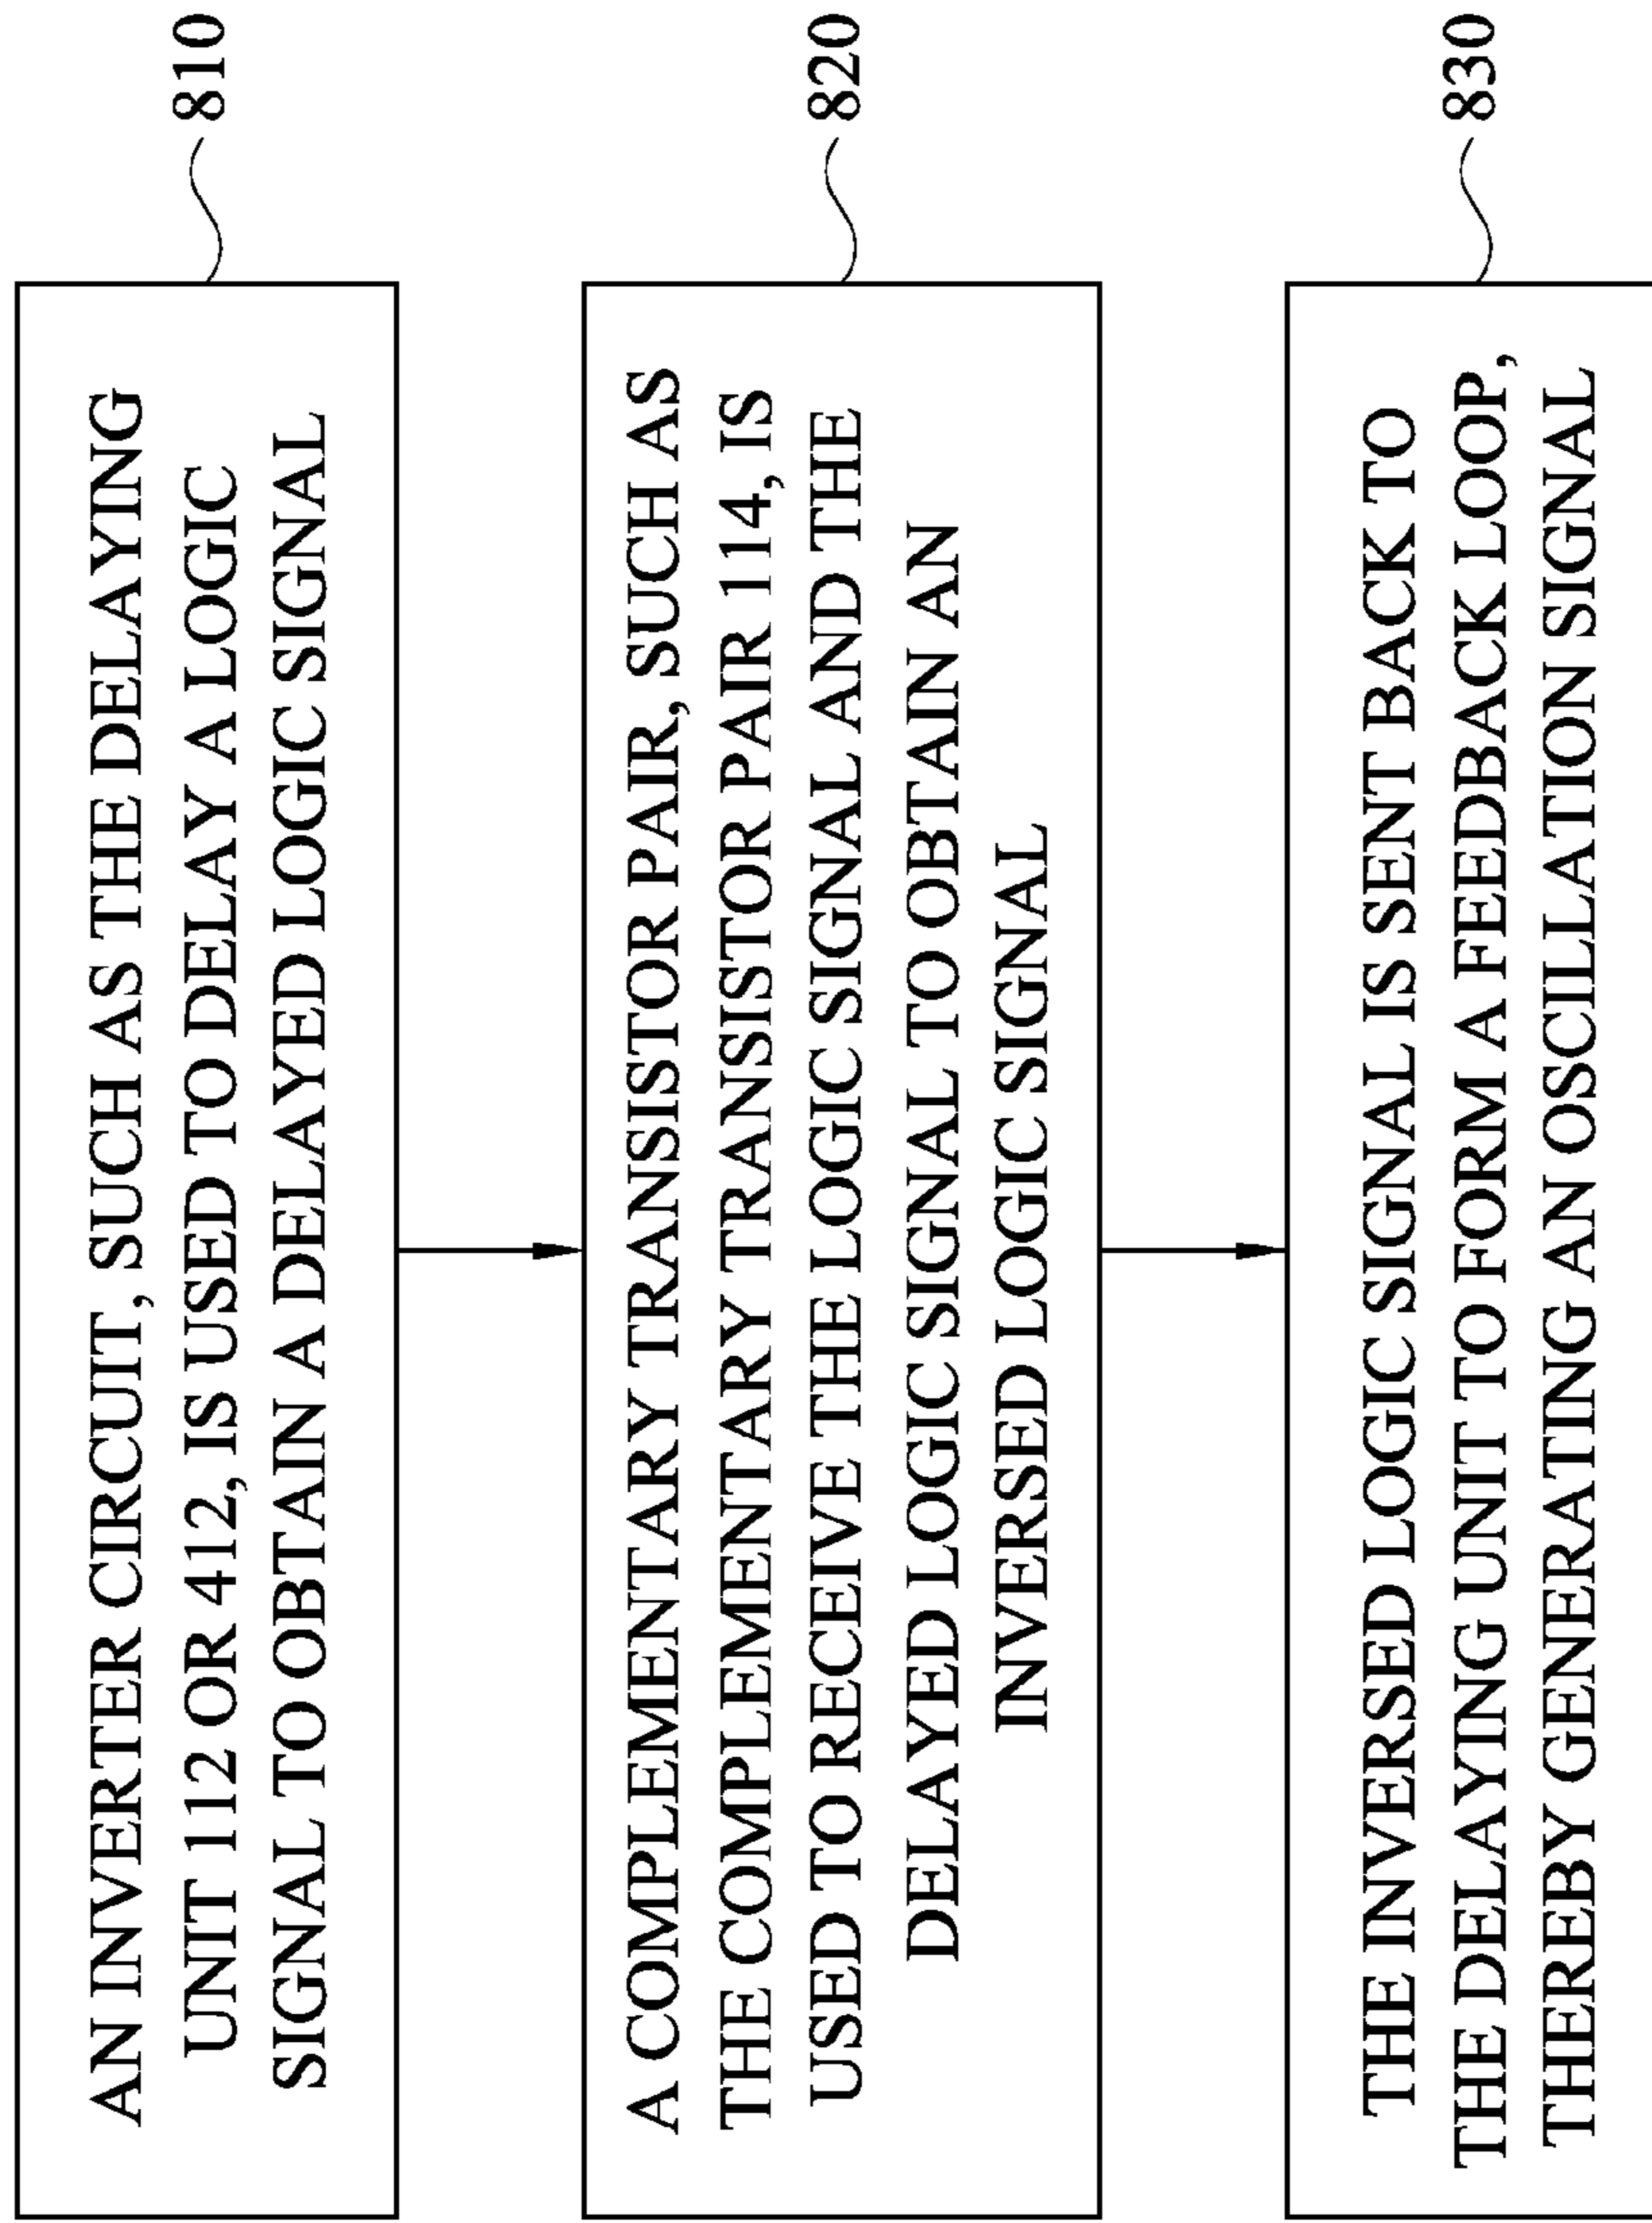 AN INVERTER CIRCUIT, SUCH AS THE DELAYING
UNIT 112 OR 412, IS USED TO DELAY A LOGIC
SIGNAL TO OBTAIN A DELAYED LOGIC SIGNAL
810
A COMPLEMENTARY TRANSISTOR PAIR, SUCH AS
THE COMPLEMENTARY TRANSISTOR PAIR 114, IS
USED TO RECEIVE THE LOGIC SIGNAL AND THE
DELAYED LOGIC SIGNAL TO OBTAIN AN
INVERSED LOGIC SIGNAL
820
THE INVERSED LOGIC SIGNAL IS SENT BACK TO
THE DELAYING UNIT TO FORM A FEEDBACK LOOP,
THEREBY GENERATING AN OSCILLATION SIGNAL
830